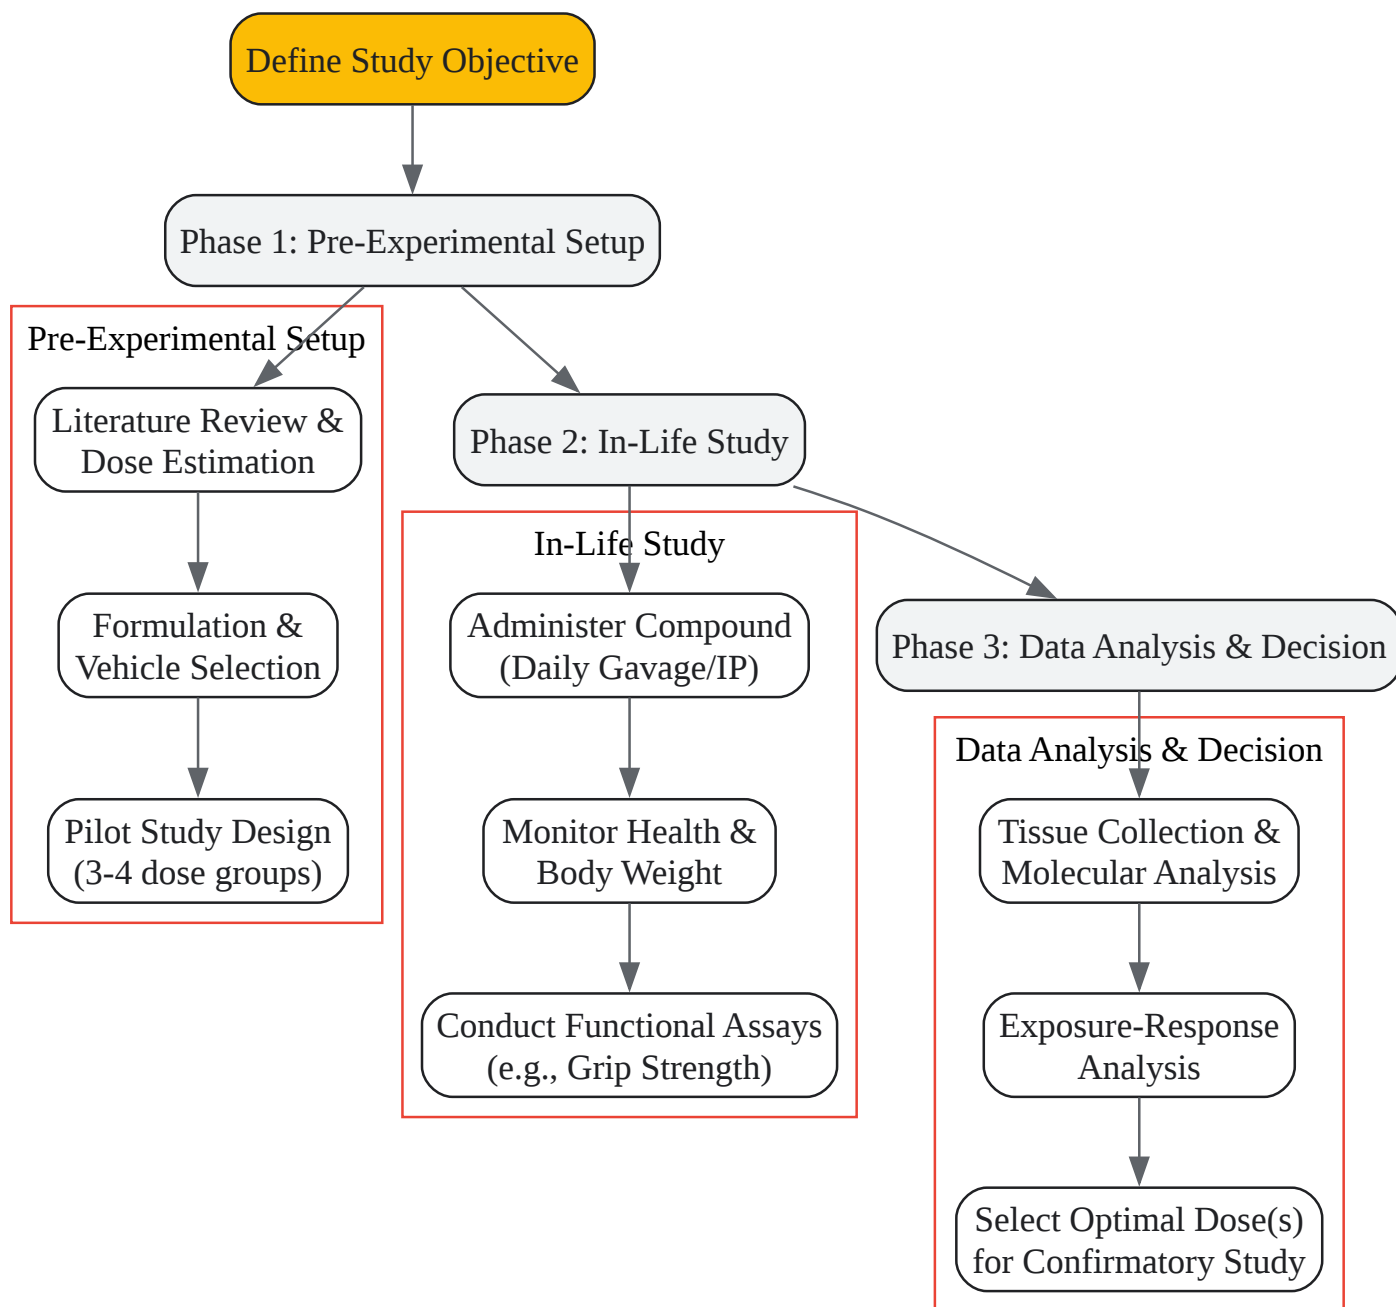 Define Study Objective
Phase 1: Pre-Experimental Setup
Pre-Experimental Setup
Literature Review &
Dose Estimation
Formulation &
Vehicle Selection
Pilot Study Design
(3-4 dose groups)
Phase 2: In-Life Study
In-Life Study
Administer Compound
(Daily Gavage/IP)
Monitor Health &
Body Weight
Conduct Functional Assays
(e.g., Grip Strength)
Phase 3: Data Analysis & Decision
Data Analysis & Decision
Tissue Collection &
Molecular Analysis
Exposure-Response
Analysis
Select Optimal Dose(s)
for Confirmatory Study